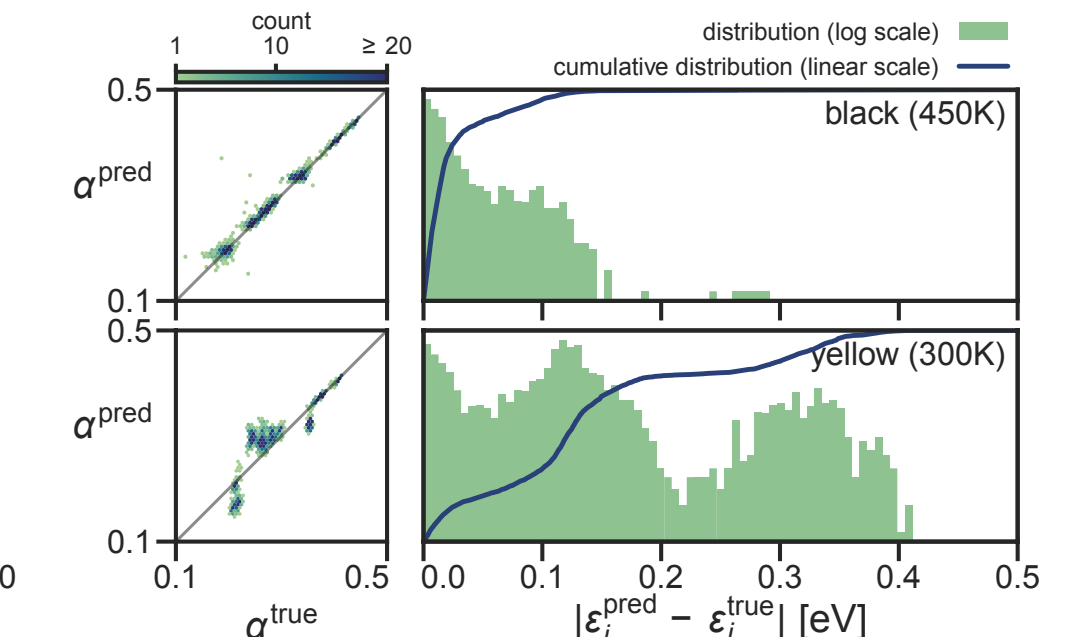 count
1 10 ≥ 20
distribution (log scale)
cumulative distribution (linear scale)
0.5
α^pred
0.1
black (450K)
0.5
α^pred
0.1
yellow (300K)
0
0.1 0.5
α^true
0.0 0.1 0.2 0.3 0.4 0.5
|ε_i^pred − ε_i^true| [eV]